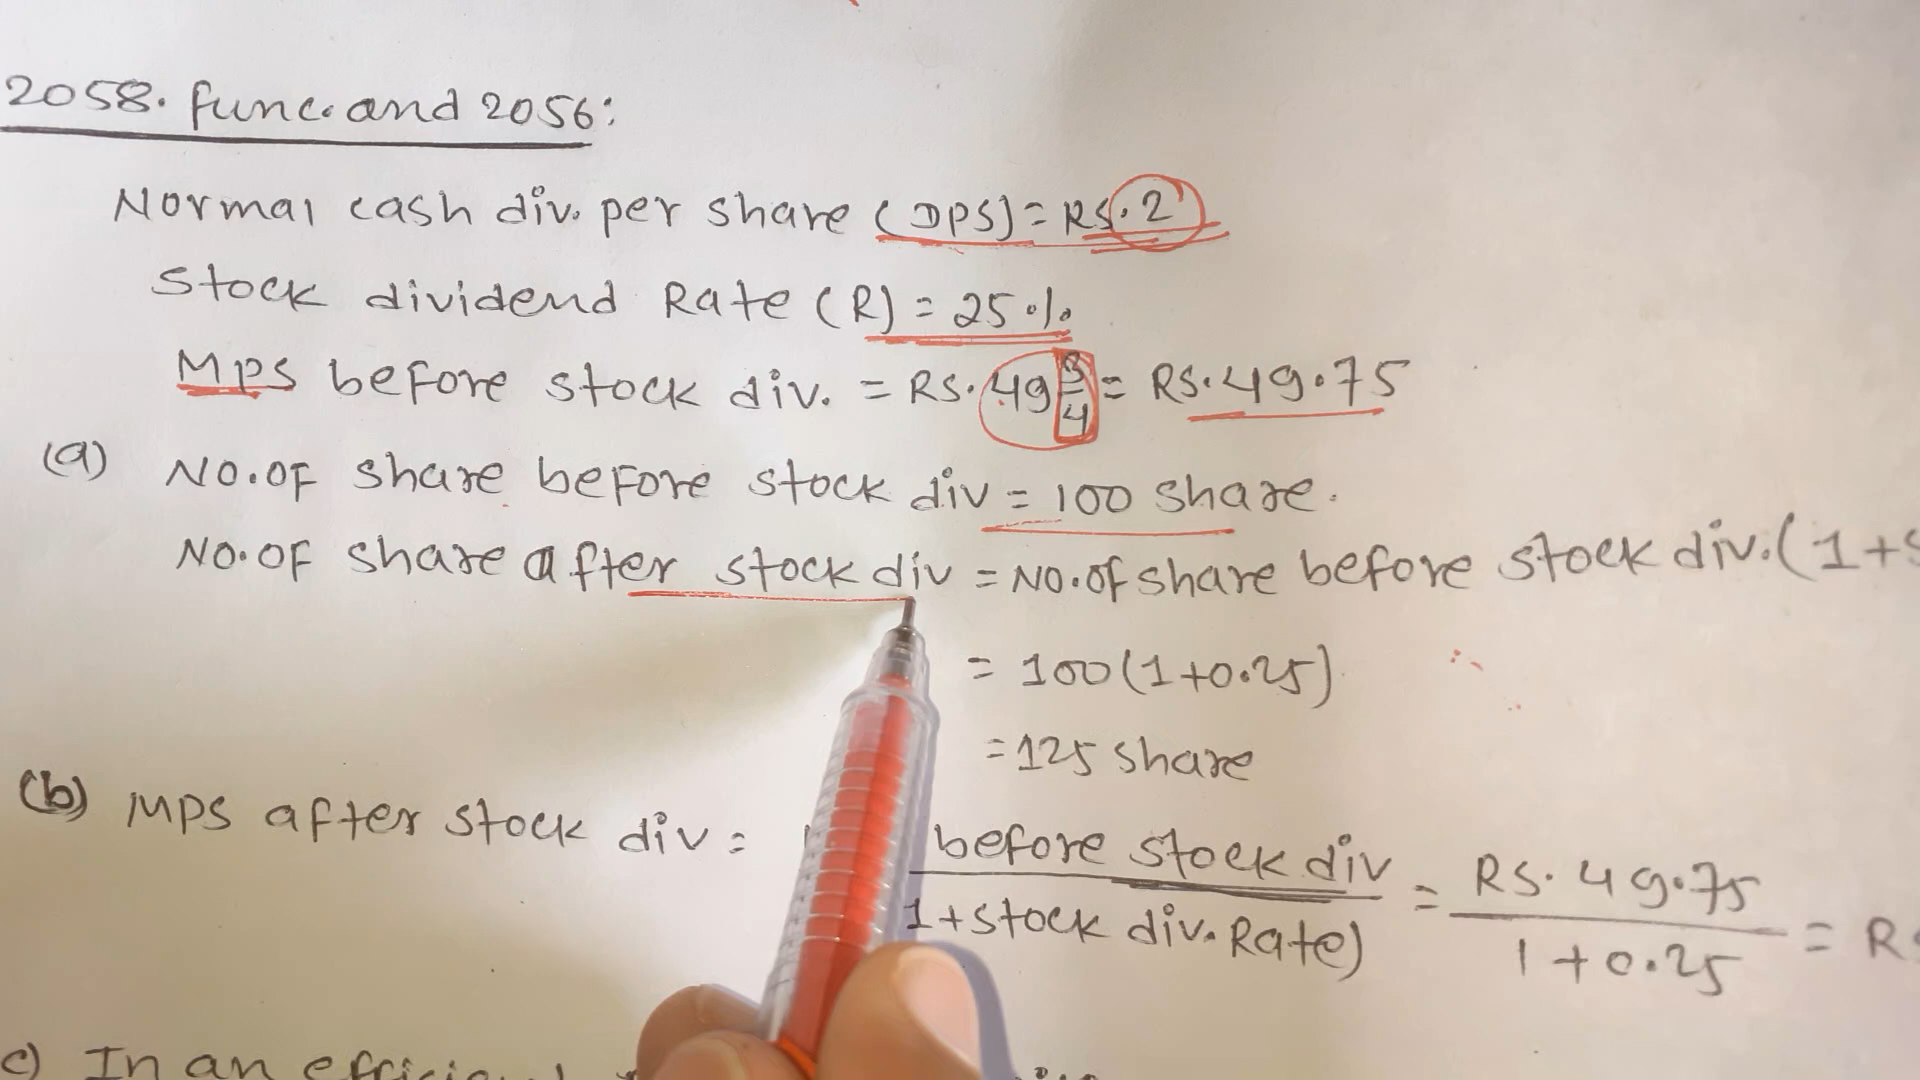 2058. func. and 2056:
Normal cash div. per share (DPS) = RS. 2
Stock dividend Rate (R) = 25%
MPS before stock div. = RS. 49 3/4 = RS. 49.75
(a) No. of share before stock div = 100 share.
No. of share after stock div = No. of share before stock div. (1+
= 100 (1+0.25)
= 125 share
(b) MPS after stock div = before stock div / 1+stock div. Rate) = RS. 49.75 / 1+0.25 = R
c) In an